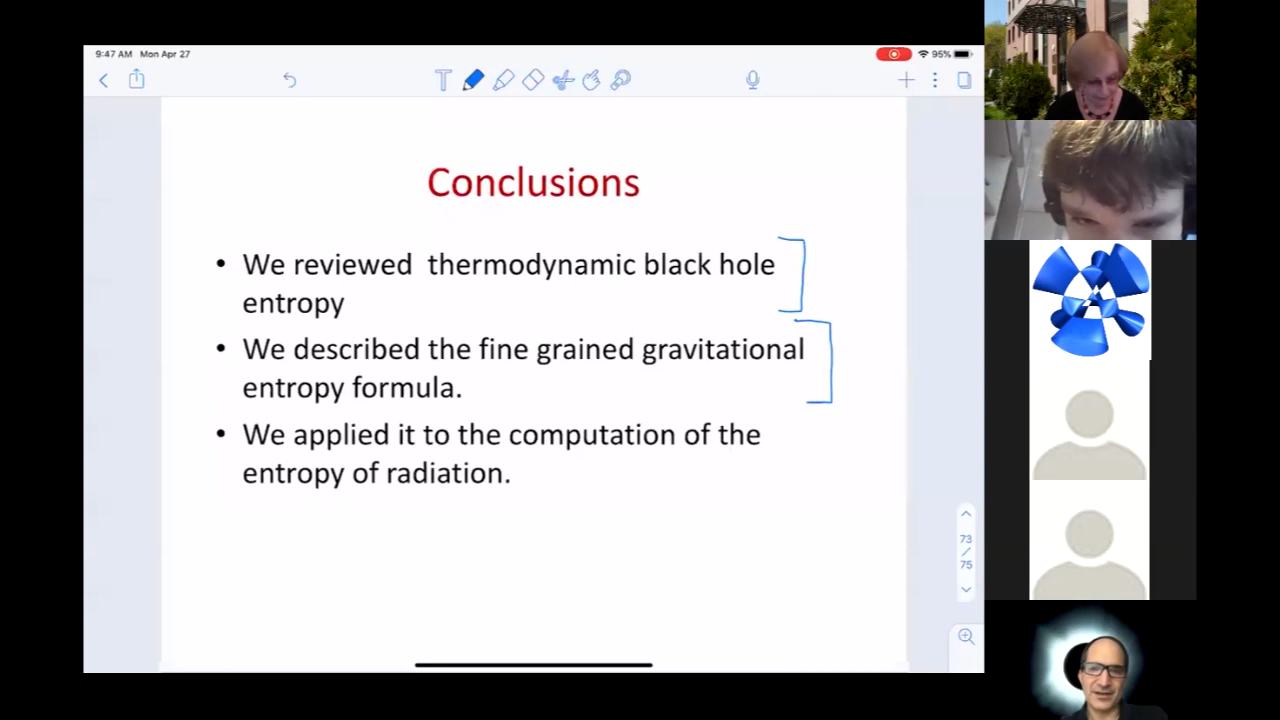 9:47 AM Mon Apr 27
95%
T
Conclusions
• We reviewed thermodynamic black hole
entropy
• We described the fine grained gravitational
entropy formula.
• We applied it to the computation of the
entropy of radiation.
73
/
75